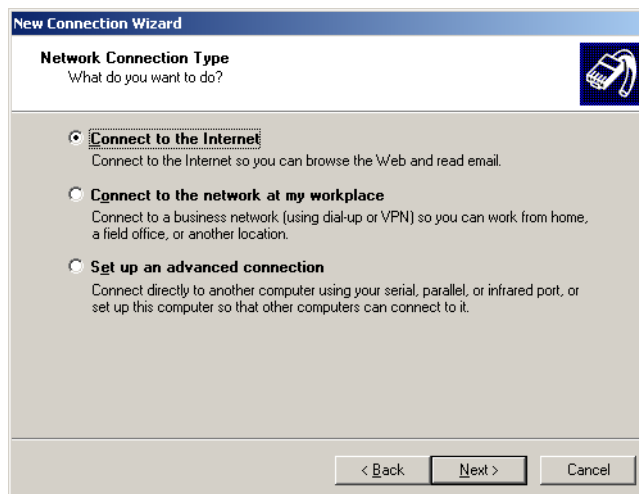 New Connection Wizard
Network Connection Type
What do you want to do?
Connect to the Internet
Connect to the Internet so you can browse the Web and read email.
Connect to the network at my workplace
Connect to a business network (using dial-up or VPN) so you can work from home,
a field office, or another location.
Set up an advanced connection
Connect directly to another computer using your serial, parallel, or infrared port, or
set up this computer so that other computers can connect to it.
< Back
Next >
Cancel